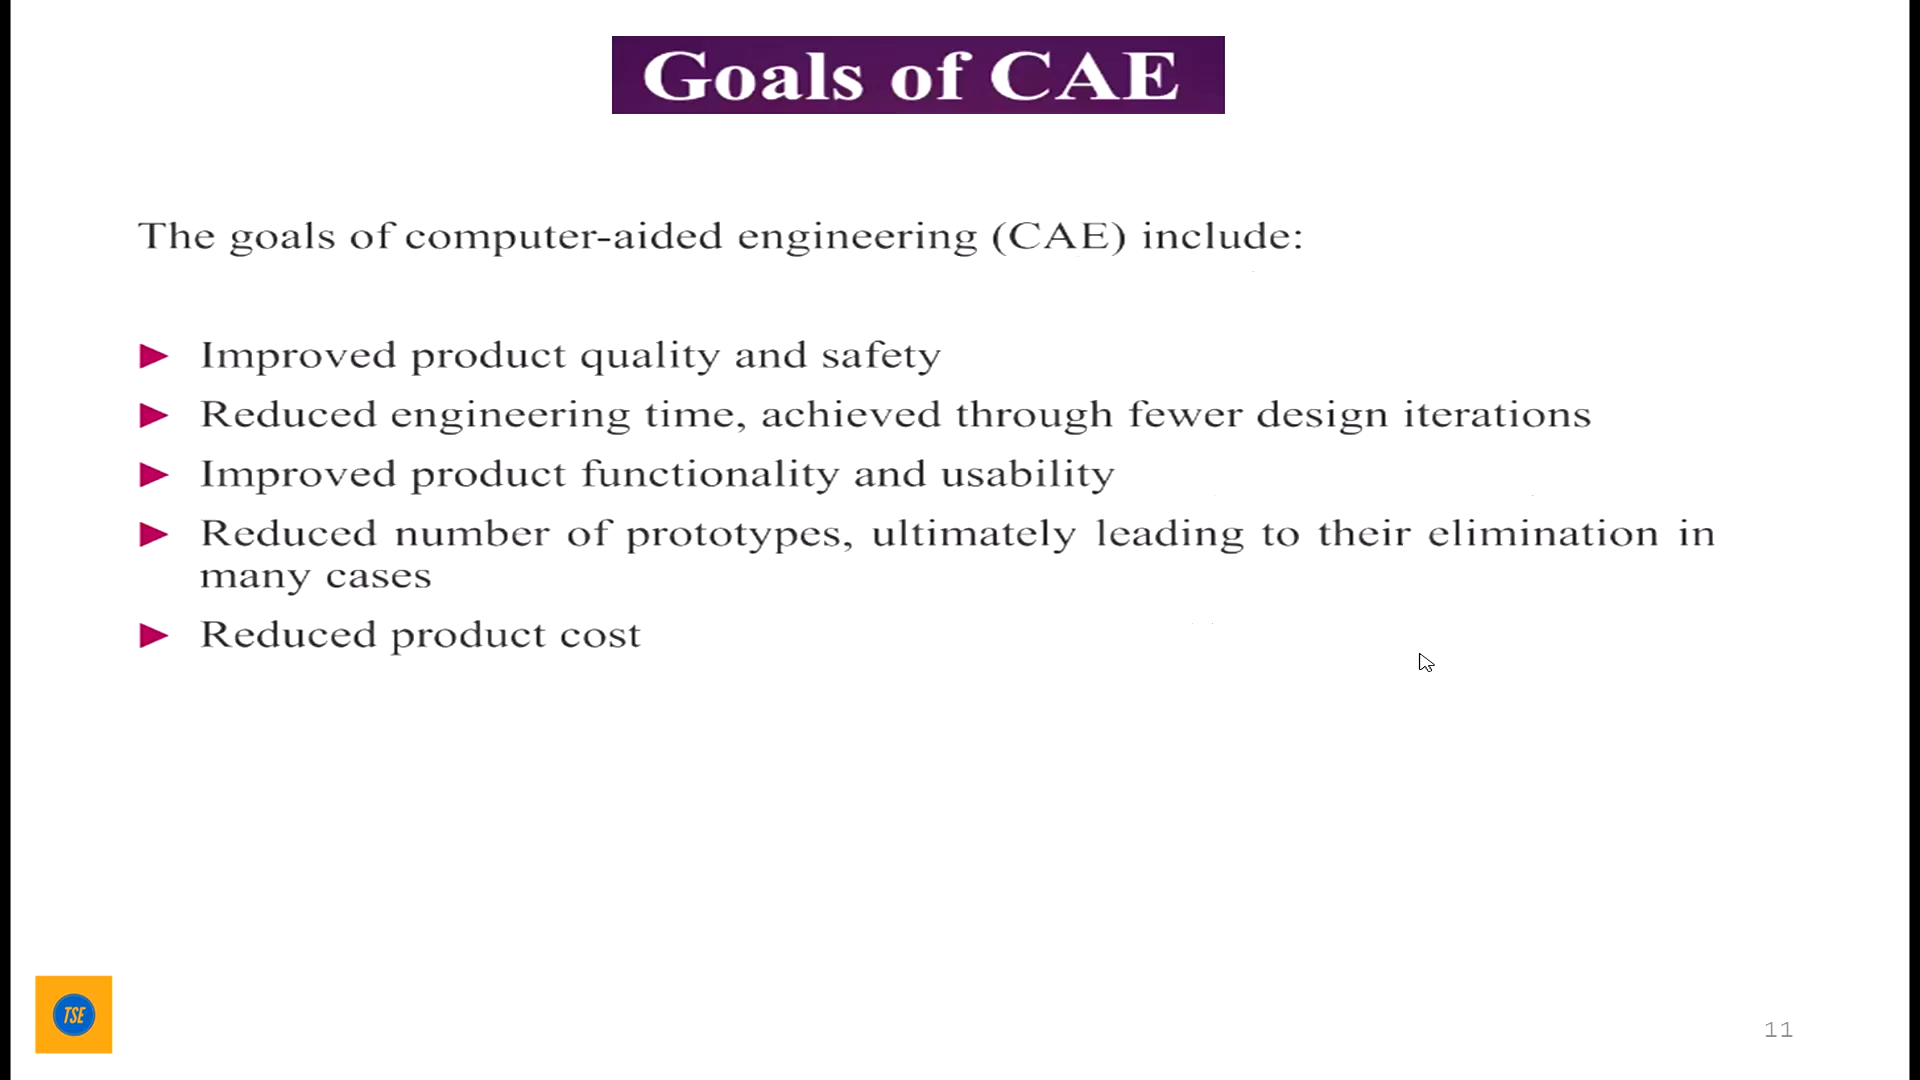 Goals of CAE
The goals of computer-aided engineering (CAE) include:
► Improved product quality and safety
► Reduced engineering time, achieved through fewer design iterations
► Improved product functionality and usability
► Reduced number of prototypes, ultimately leading to their elimination in
many cases
► Reduced product cost
TSE
11